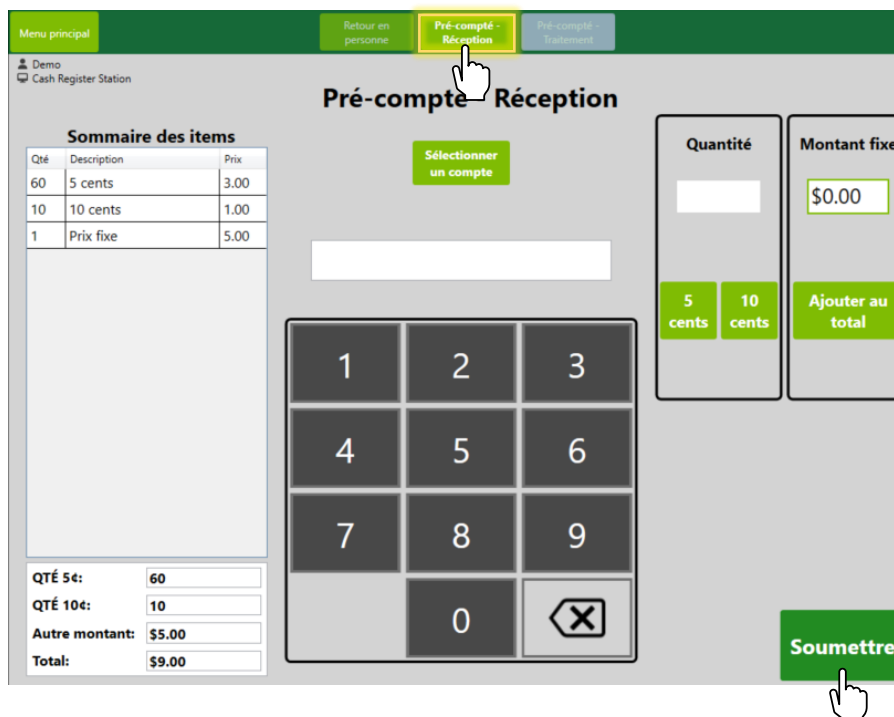 Menu principal
Retour en
personne
Pré-compté -
Réception
Pré-compté -
Traitement
Demo
Cash Register Station
Pré-compté - Réception
Sommaire des items
Qté Description Prix
60 5 cents 3.00
10 10 cents 1.00
1 Prix fixe 5.00
Sélectionner
un compte
Quantité
5
cents
10
cents
Montant fixe
$0.00
Ajouter au
total
1 2 3
4 5 6
7 8 9
0
QTÉ 5¢: 60
QTÉ 10¢: 10
Autre montant: $5.00
Total: $9.00
Soumettre